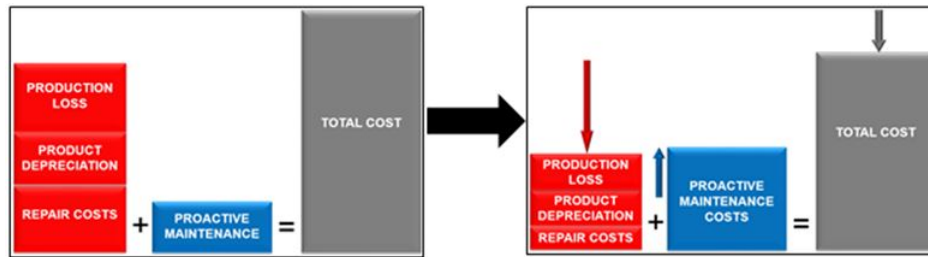 PRODUCTION
LOSS
PRODUCT
DEPRECIATION
REPAIR COSTS
+
PROACTIVE
MAINTENANCE
=
TOTAL COST
PRODUCTION
LOSS
PRODUCT
DEPRECIATION
REPAIR COSTS
+
PROACTIVE
MAINTENANCE
COSTS
=
TOTAL COST